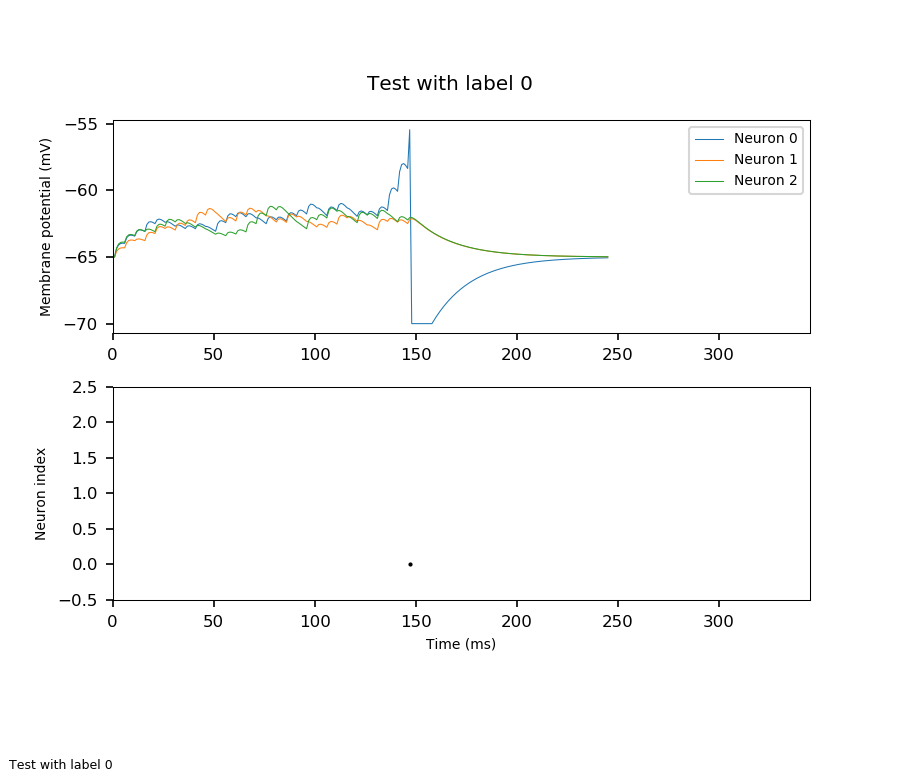 Test with label 0
Membrane potential (mV)
−55
−60
−65
−70
Neuron 0
Neuron 1
Neuron 2
0 50 100 150 200 250 300
Neuron index
2.5
2.0
1.5
1.0
0.5
0.0
−0.5
0 50 100 150 200 250 300
Time (ms)
Test with label 0